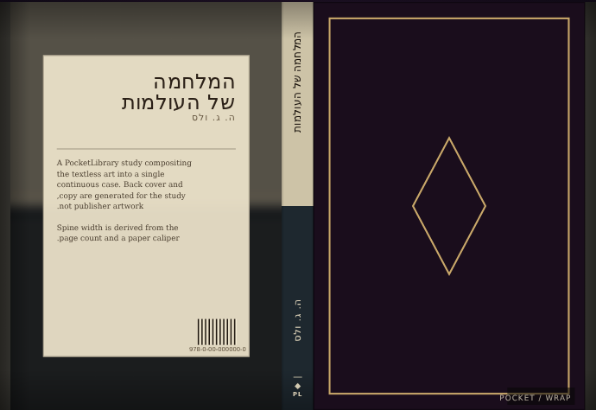 המלחמה
של העולמות
ה. ג. ולס
A PocketLibrary study compositing
the textless art into a single
continuous case. Back cover and
,copy are generated for the study
.not publisher artwork
Spine width is derived from the
.page count and a paper caliper
978-0-00-000000-0
המלחמה של העולמות
ה. ג. ולס
PL
POCKET / WRAP